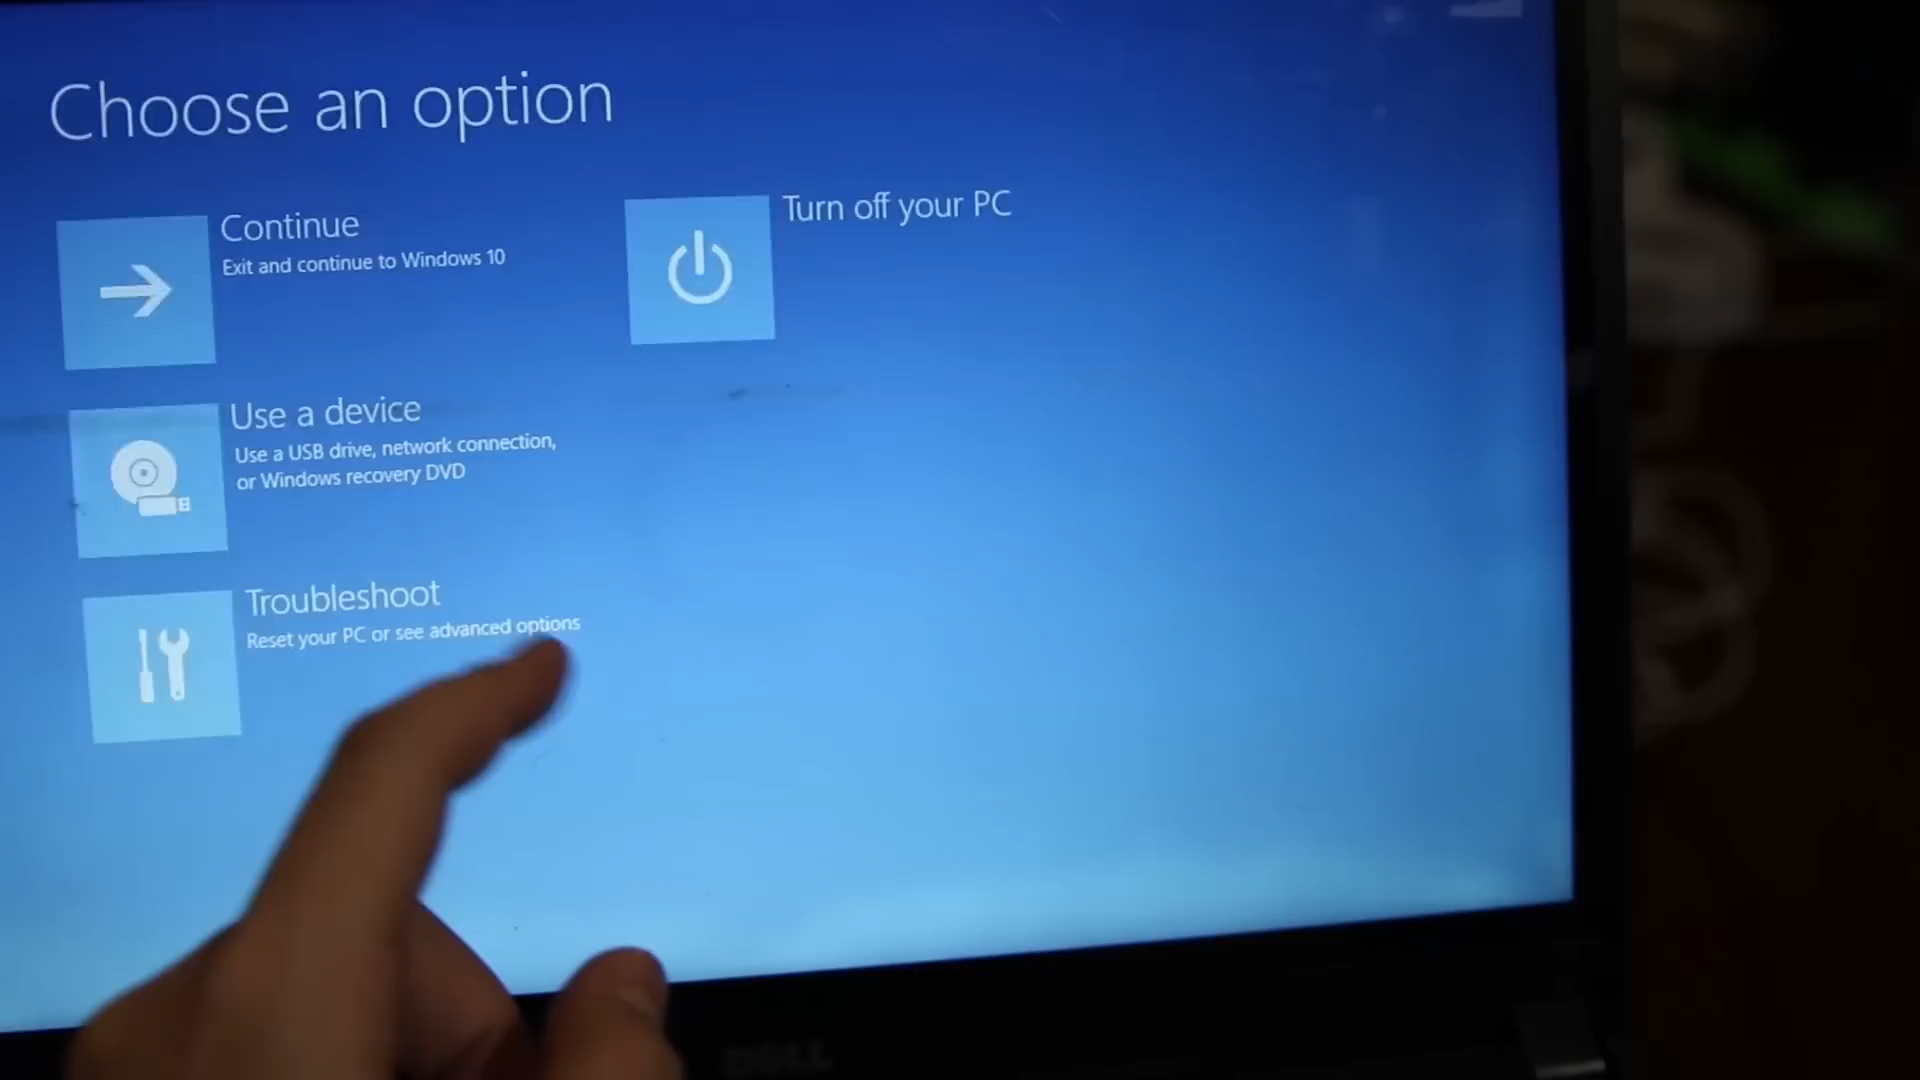 Choose an option
Continue
Exit and continue to Windows 10
Turn off your PC
Use a device
Use a USB drive, network connection,
or Windows recovery DVD
Troubleshoot
Reset your PC or see advanced options
DELL